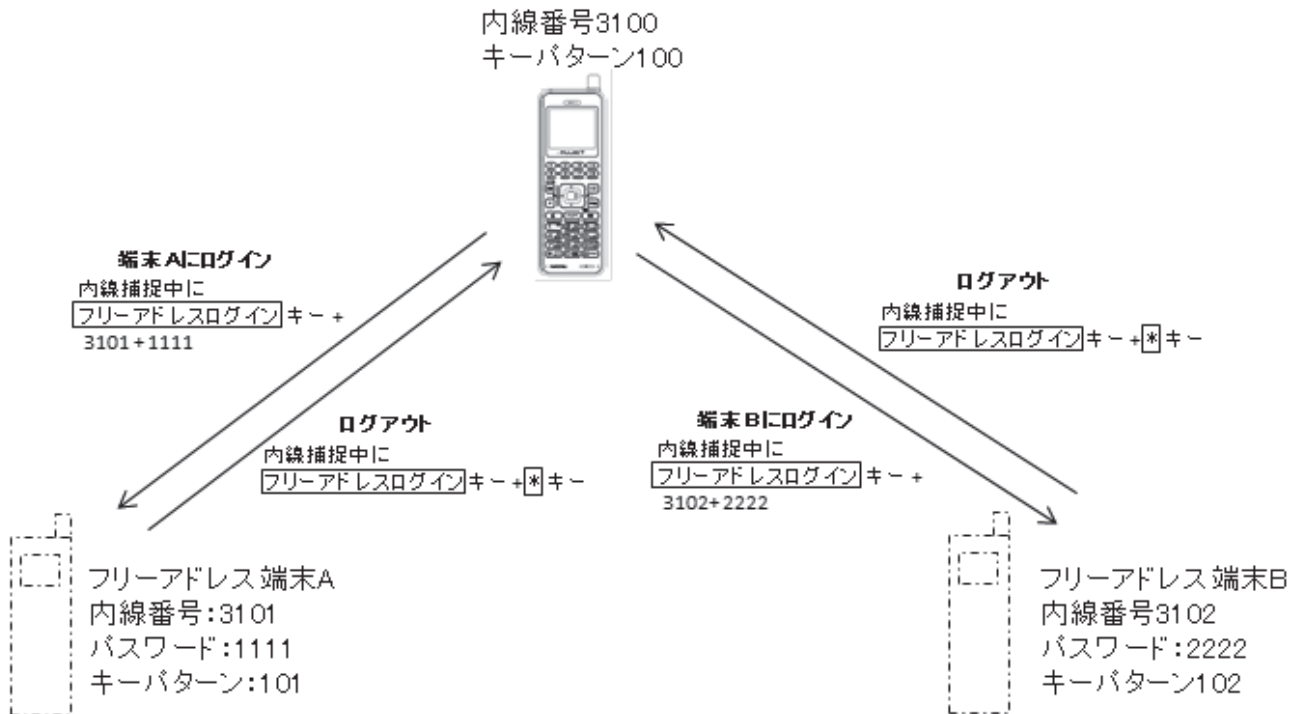 内線番号3100
キーパターン100
端末Aにログイン
内線捕捉中に
フリーアドレスログインキー+
3101+1111
ログアウト
内線捕捉中に
フリーアドレスログインキー+*キー
ログアウト
内線捕捉中に
フリーアドレスログインキー+*キー
端末Bにログイン
内線捕捉中に
フリーアドレスログインキー+
3102+2222
フリーアドレス端末A
内線番号:3101
パスワード:1111
キーパターン:101
フリーアドレス端末B
内線番号3102
パスワード:2222
キーパターン102